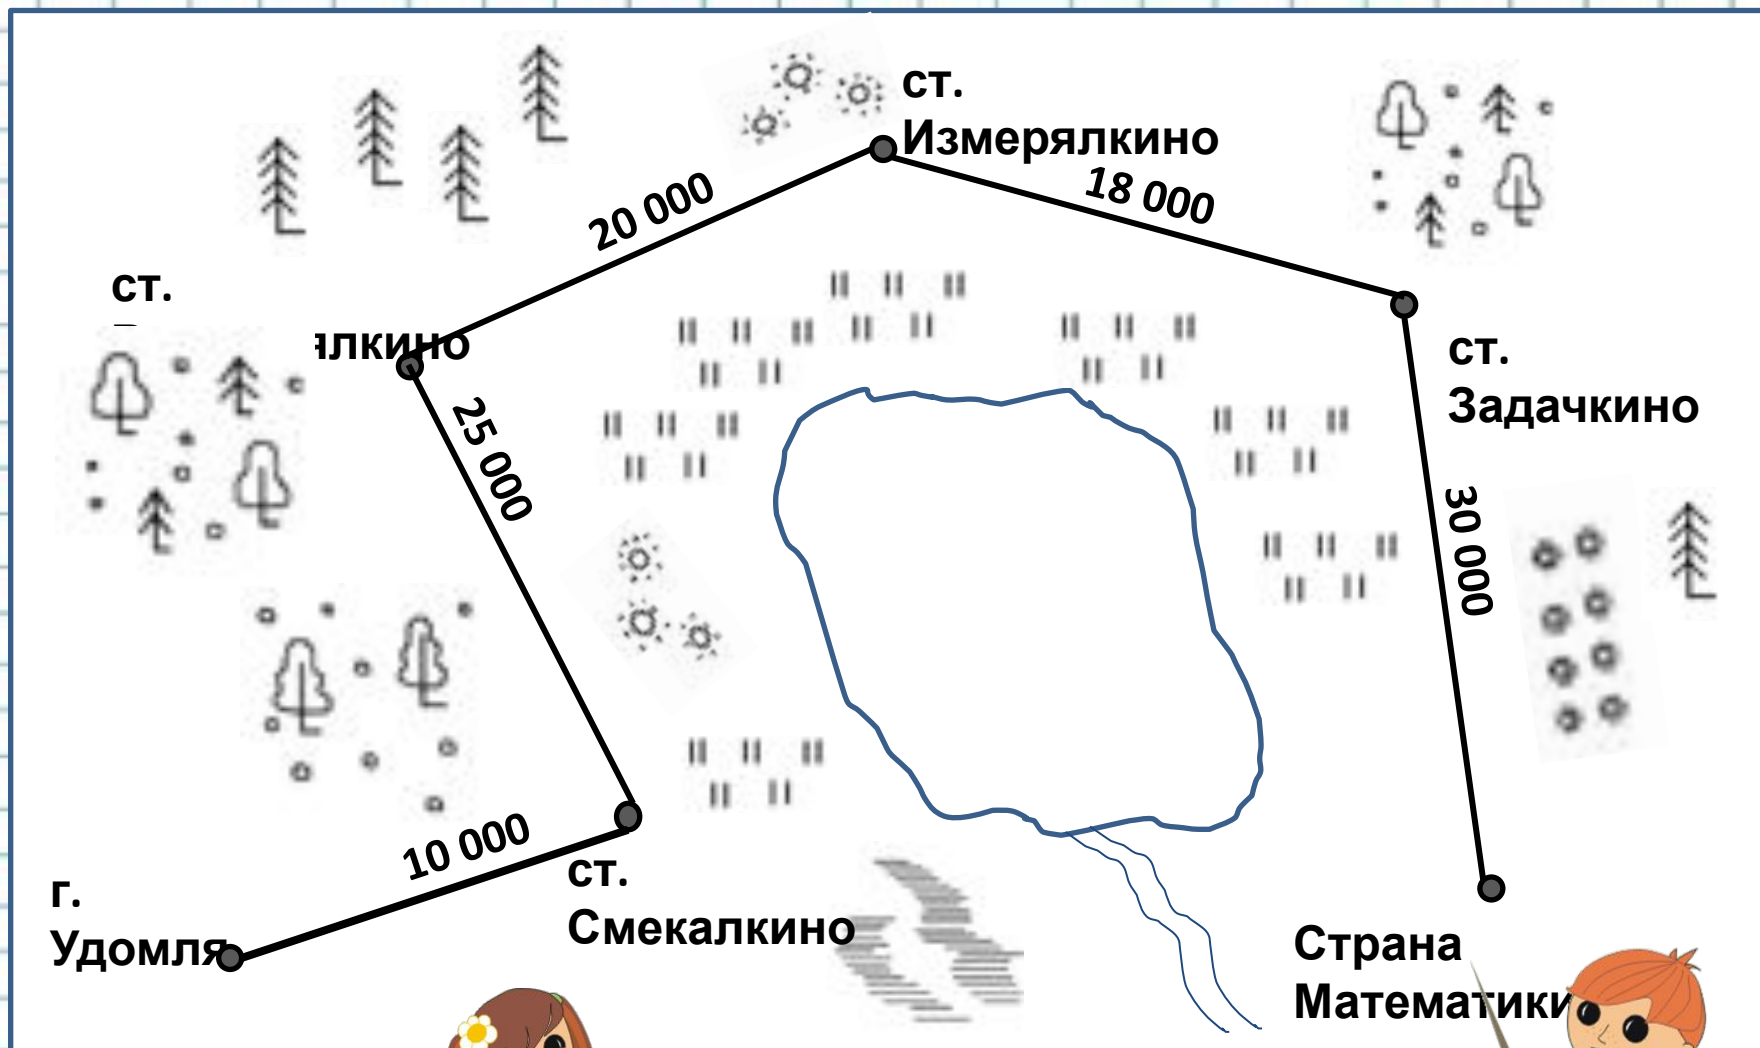 ст.
Измерялкино
18 000
20 000
ст.
ялкино
ст.
Задачкино
25 000
30 000
10 000
г.
Удомля
ст.
Смекалкино
Страна
Математики